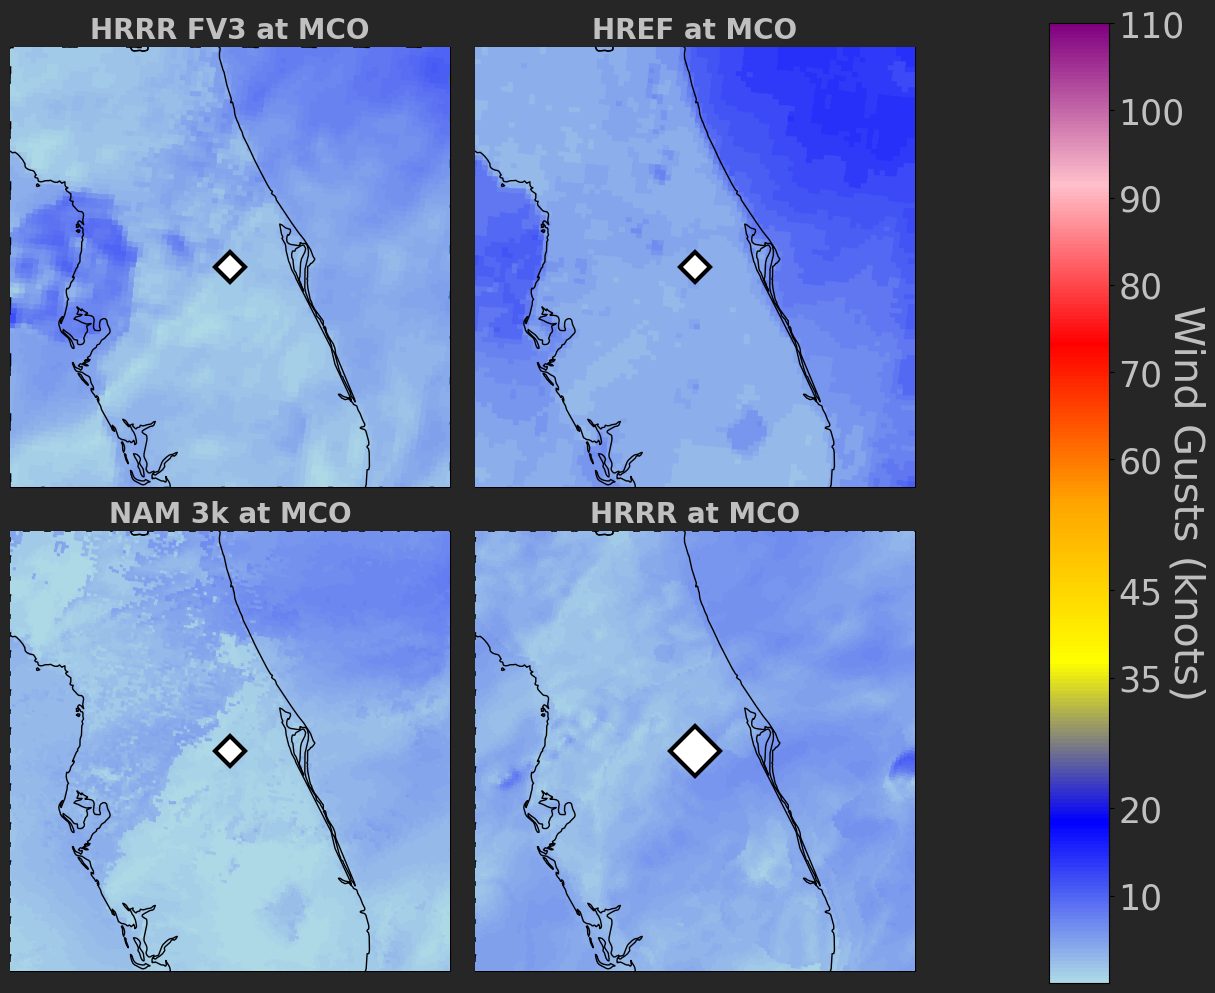 HRRR FV3 at MCO
HREF at MCO
NAM 3k at MCO
HRRR at MCO
110
100
90
80
70
60
45
35
20
10
Wind Gusts (knots)